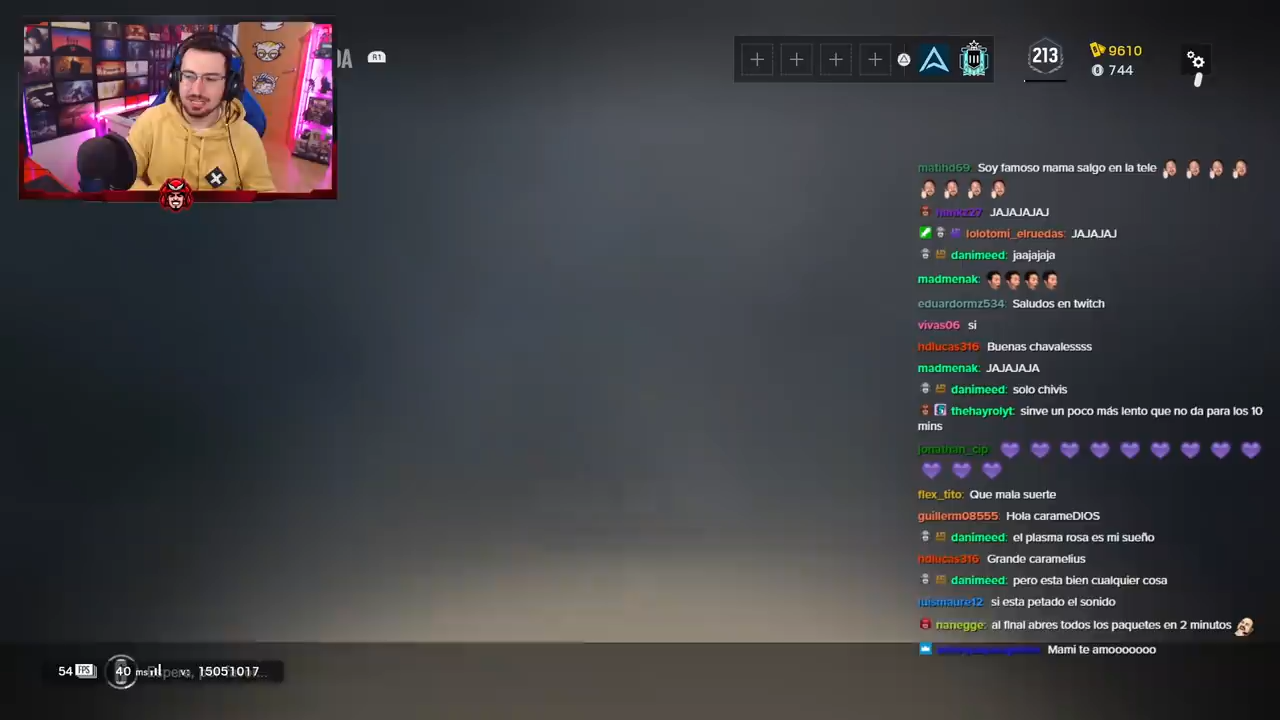 DA R1
213
9610
744
matihd69: Soy famoso mama salgo en la tele
JAJAJAJAJ
lolotomi_elruedas: JAJAJAJ
danimeed: jaajajaja
madmenak:
eduardormz534: Saludos en twitch
vivas06 si
hdlucas316 Buenas chavalessss
madmenak: JAJAJAJA
danimeed: solo chivis
thehayrolyt: sinve un poco más lento que no da para los 10
mins
jonathan_cip
flex_tito: Que mala suerte
guillerm08555: Hola carameDIOS
danimeed: el plasma rosa es mi sueño
hdlucas316 Grande caramelius
danimeed: pero esta bien cualquier cosa
luismaure12 si esta petado el sonido
nanegge: al final abres todos los paquetes en 2 minutos
Mami te amooooooo
54 FPS 40 ms 15051017